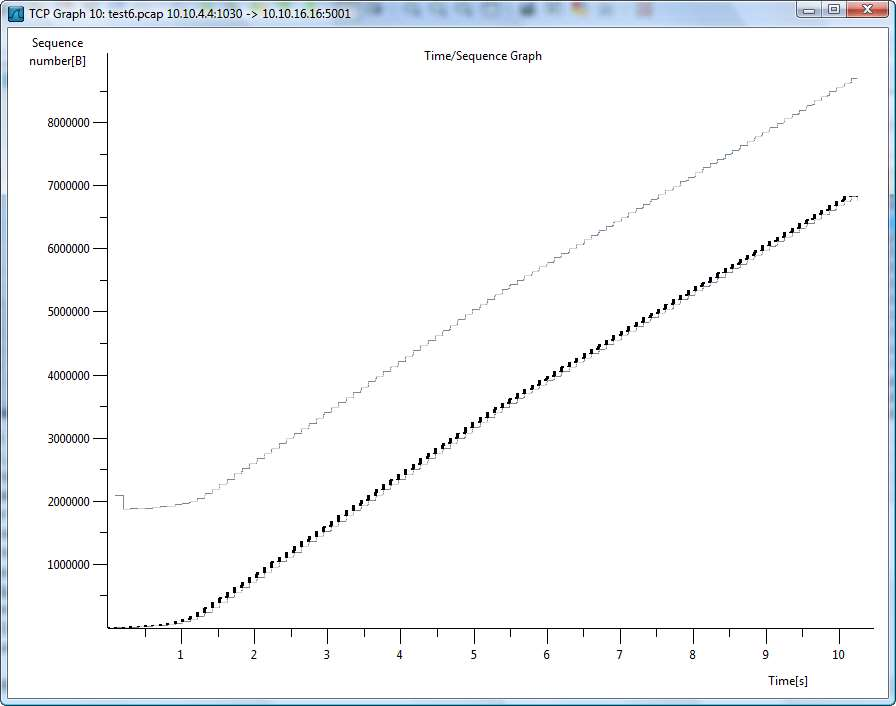 TCP Graph 10: test6.pcap 10.10.4.4:1030 -> 10.10.16.16:5001
Sequence
number[B]
Time/Sequence Graph
8000000
7000000
6000000
5000000
4000000
3000000
2000000
1000000
1 2 3 4 5 6 7 8 9 10
Time[s]